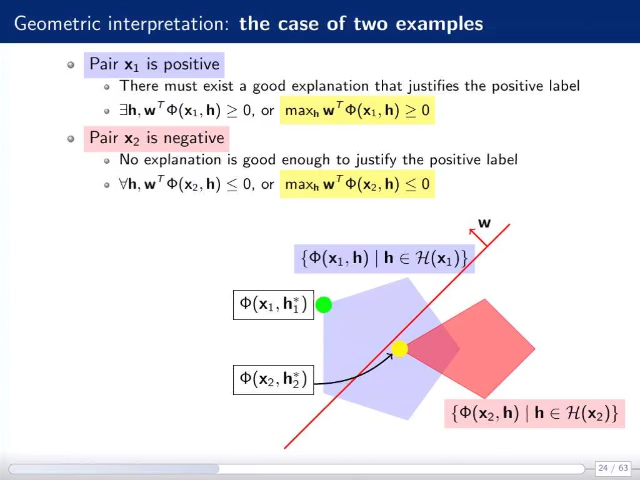 Geometric interpretation: the case of two examples
Pair x₁ is positive
There must exist a good explanation that justifies the positive label
∃h, wᵀΦ(x₁, h) ≥ 0, or maxₕ wᵀΦ(x₁, h) ≥ 0
Pair x₂ is negative
No explanation is good enough to justify the positive label
∀h, wᵀΦ(x₂, h) ≤ 0, or maxₕ wᵀΦ(x₂, h) ≤ 0
w
{Φ(x₁, h) | h ∈ ℋ(x₁)}
Φ(x₁, h₁*)
Φ(x₂, h₂*)
{Φ(x₂, h) | h ∈ ℋ(x₂)}
24 / 63